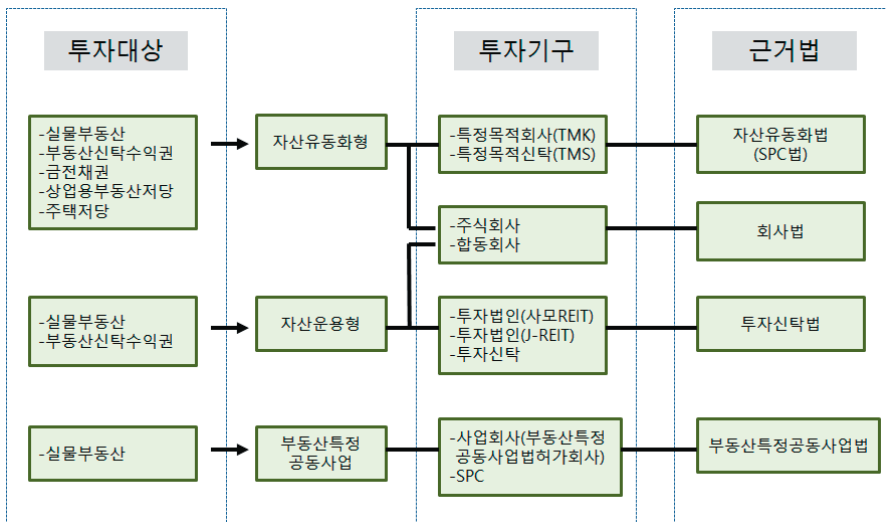 투자대상
투자기구
근거법
-실물부동산
-부동산신탁수익권
-금전채권
-상업용부동산저당
-주택저당
자산유동화형
-특정목적회사(TMK)
-특정목적신탁(TMS)
자산유동화법
(SPC법)
-주식회사
-합동회사
회사법
-실물부동산
-부동산신탁수익권
자산운용형
-투자법인(사모REIT)
-투자법인(J-REIT)
-투자신탁
투자신탁법
-실물부동산
부동산특정
공동사업
-사업회사(부동산특정
공동사업법허가회사)
-SPC
부동산특정공동사업법